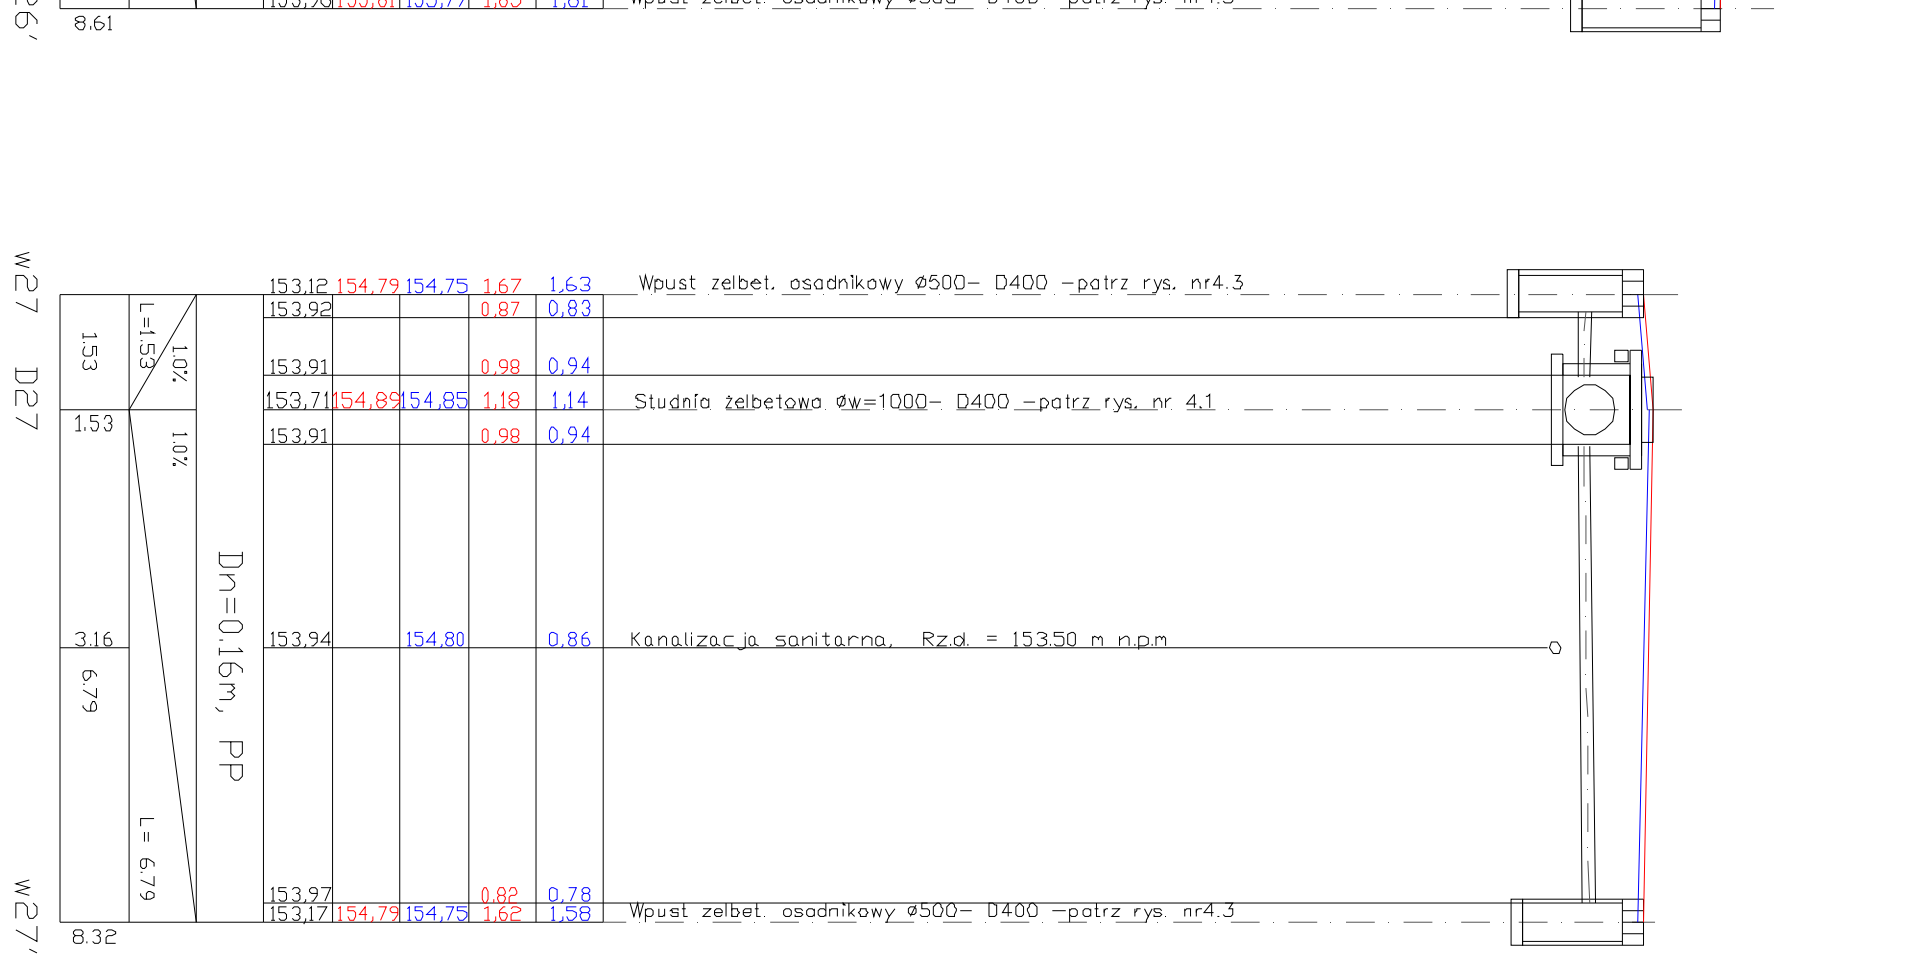 26'
8.61
w27
153,12 154,79 154,75 1,67 1,63 Wpust zelbet. osadnikowy Ø500- D400 -patrz rys. nr4.3
153,92 0,87 0,83
1.53
L=1.53
1.0%
153,91 0,98 0,94
D27
153,71 154,89 154,85 1,18 1,14 Studnia żelbetowa Øw=1000- D400 -patrz rys. nr 4.1
1.53
1.0%
153,91 0,98 0,94
Dn=0.16m, PP
3.16
153,94 154,80 0,86 Kanalizacja sanitarna, Rz.d. = 153.50 m n.p.m
6.79
L= 6.79
153,97 0,82 0,78
w27'
153,17 154,79 154,75 1,62 1,58 Wpust zelbet. osadnikowy Ø500- D400 -patrz rys. nr4.3
8.32